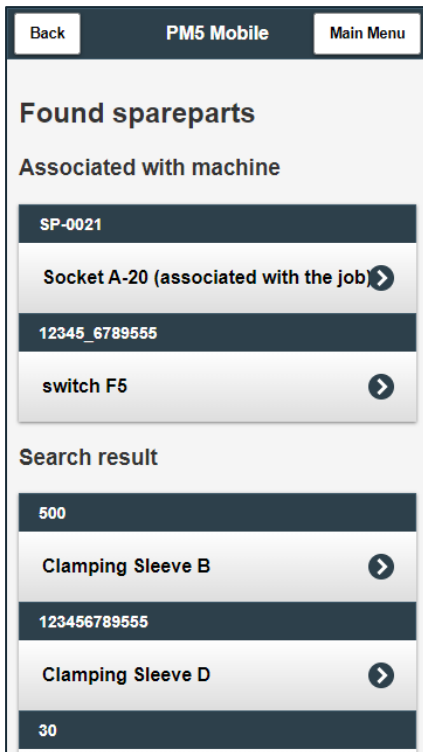 Back
PM5 Mobile
Main Menu
Found spareparts
Associated with machine
SP-0021
Socket A-20 (associated with the job)
12345_6789555
switch F5
Search result
500
Clamping Sleeve B
123456789555
Clamping Sleeve D
30